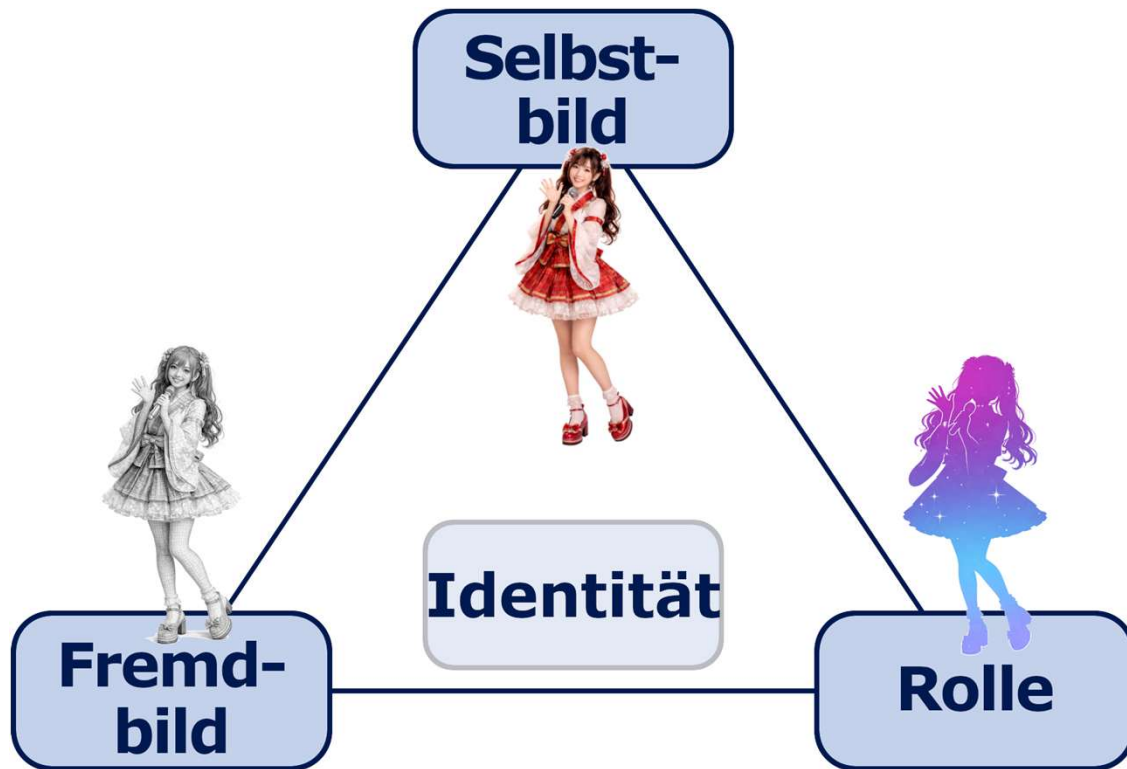 Selbst-
bild
Identität
Fremd-
bild
Rolle